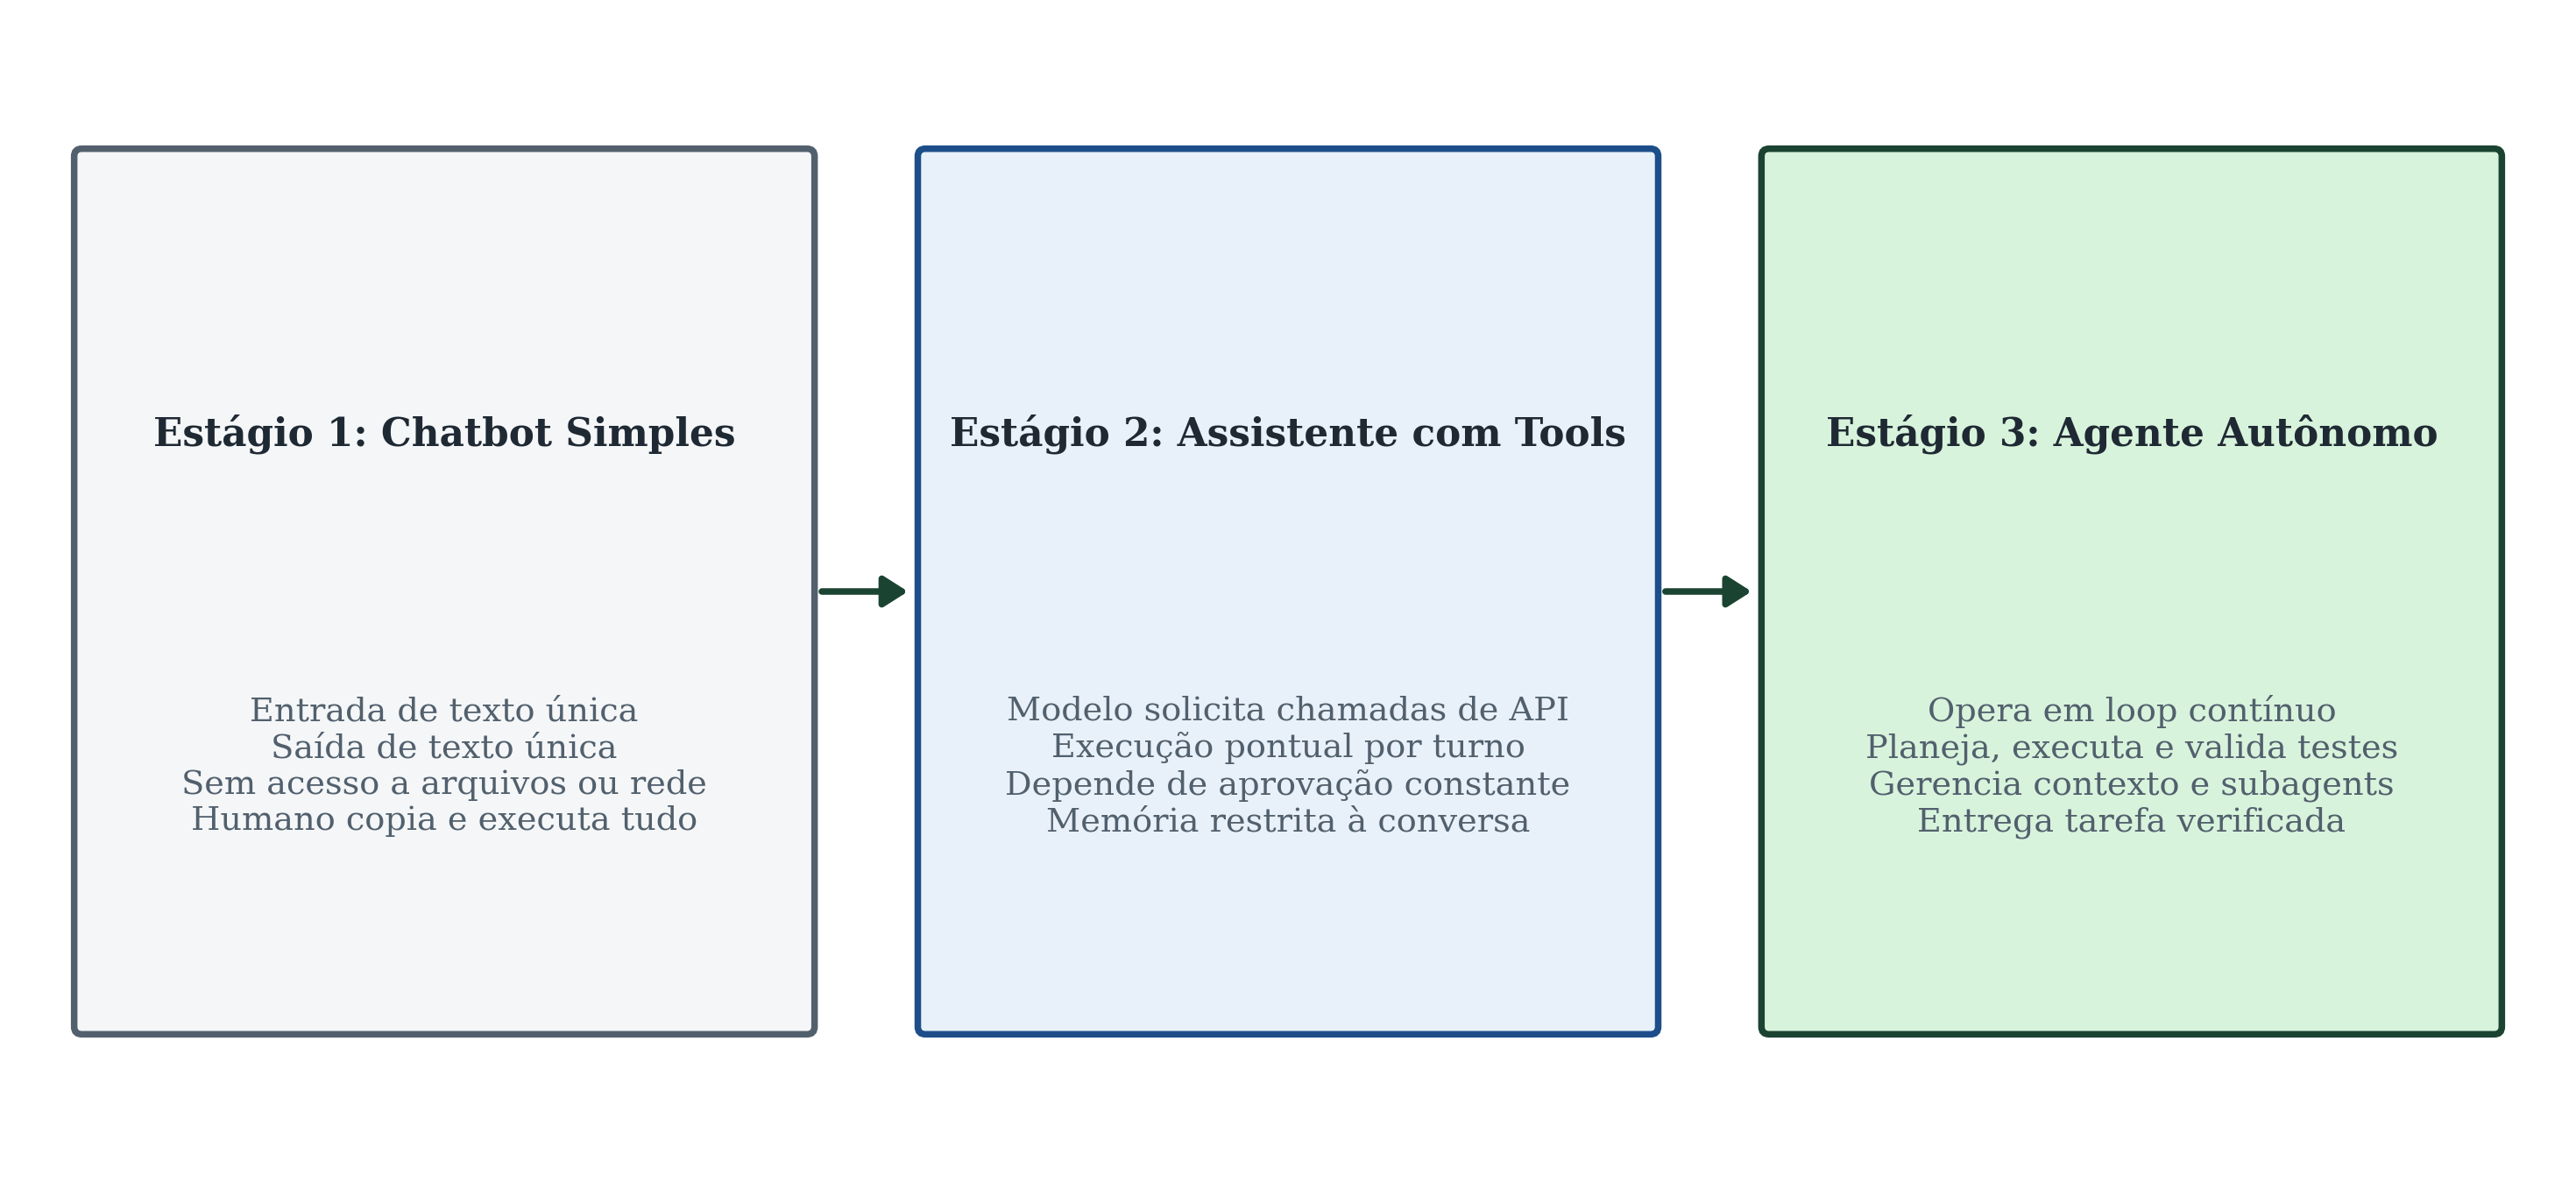 Estágio 1: Chatbot Simples
Entrada de texto única
Saída de texto única
Sem acesso a arquivos ou rede
Humano copia e executa tudo
Estágio 2: Assistente com Tools
Modelo solicita chamadas de API
Execução pontual por turno
Depende de aprovação constante
Memória restrita à conversa
Estágio 3: Agente Autônomo
Opera em loop contínuo
Planeja, executa e valida testes
Gerencia contexto e subagents
Entrega tarefa verificada